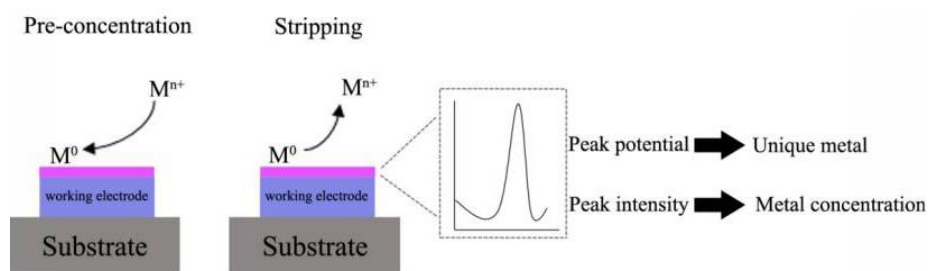 Pre-concentration
Stripping
Mⁿ⁺
M⁰
working electrode
Substrate
Mⁿ⁺
M⁰
working electrode
Substrate
Peak potential
Unique metal
Peak intensity
Metal concentration